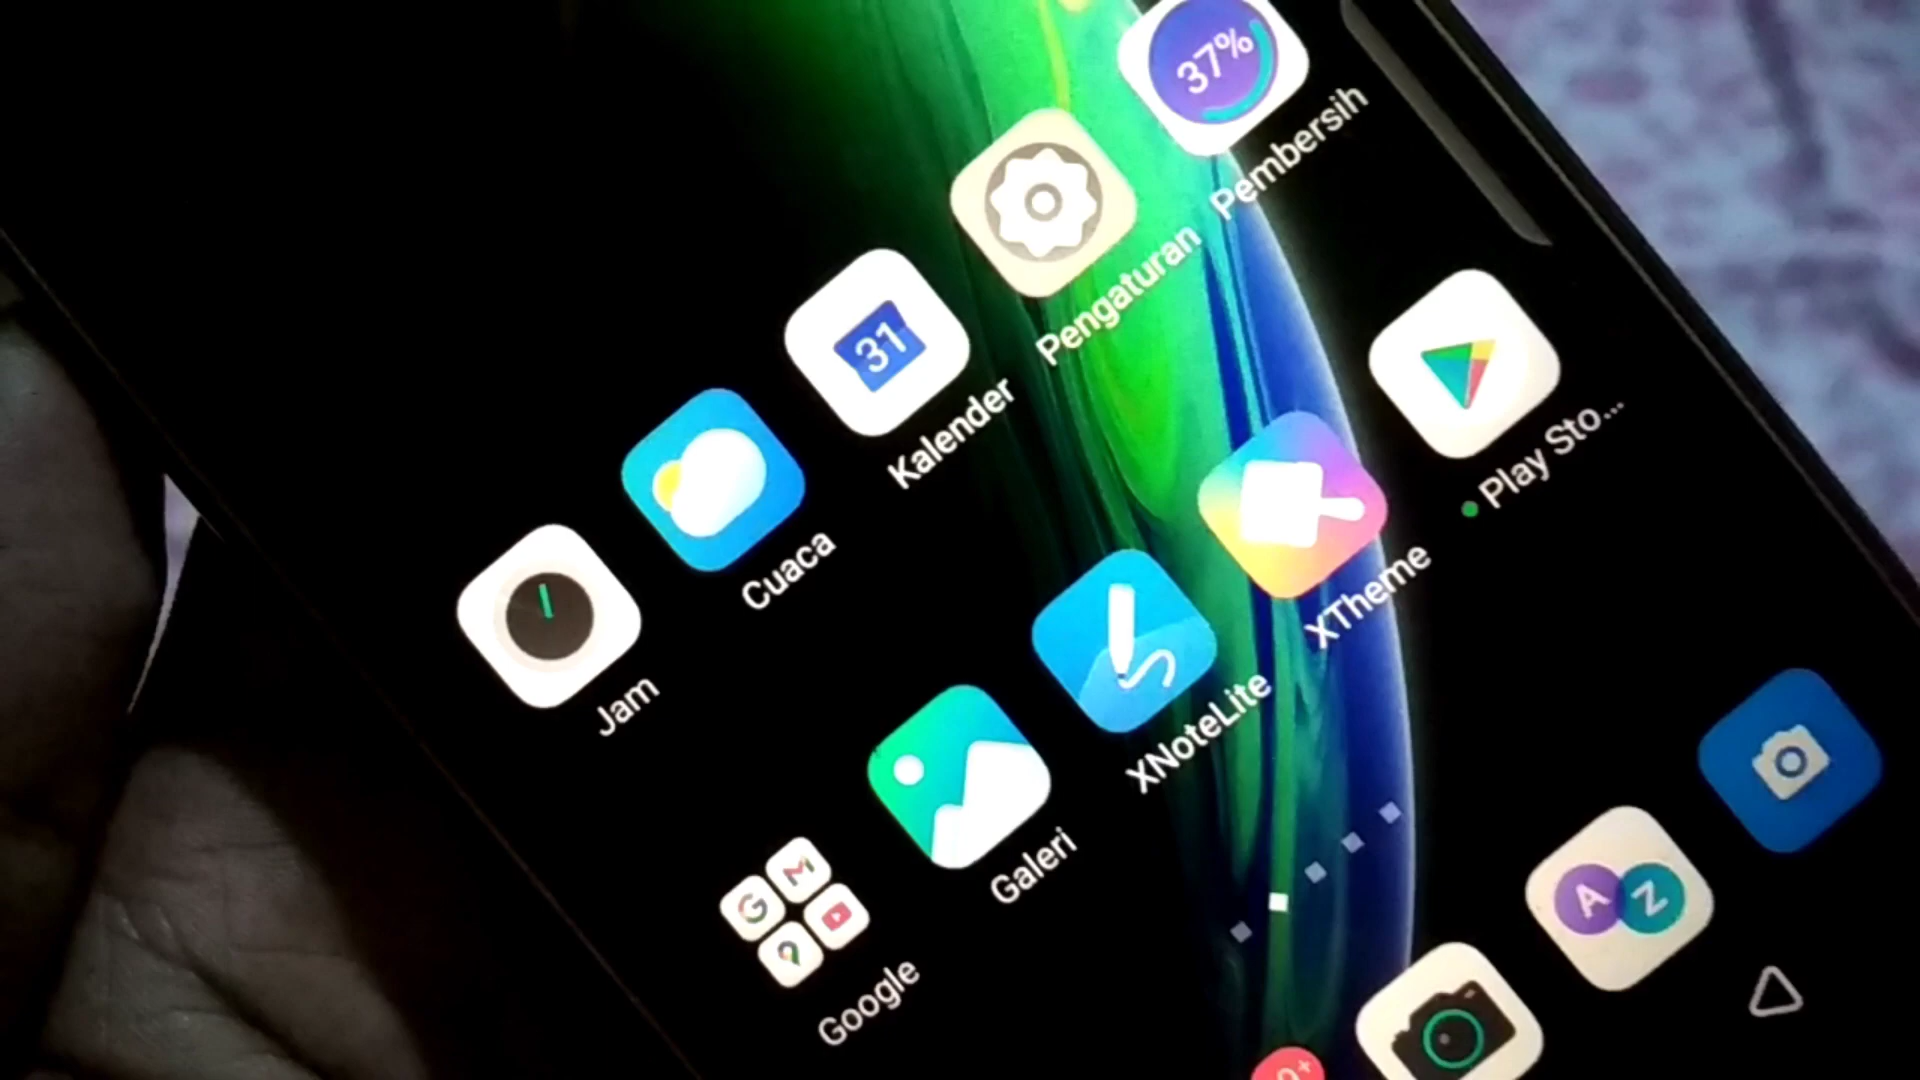 37%
Jam
Cuaca
31
Kalender
Pengaturan
Pembersih
G
M
Google
Galeri
XNoteLite
XTheme
Play Sto...
A Z